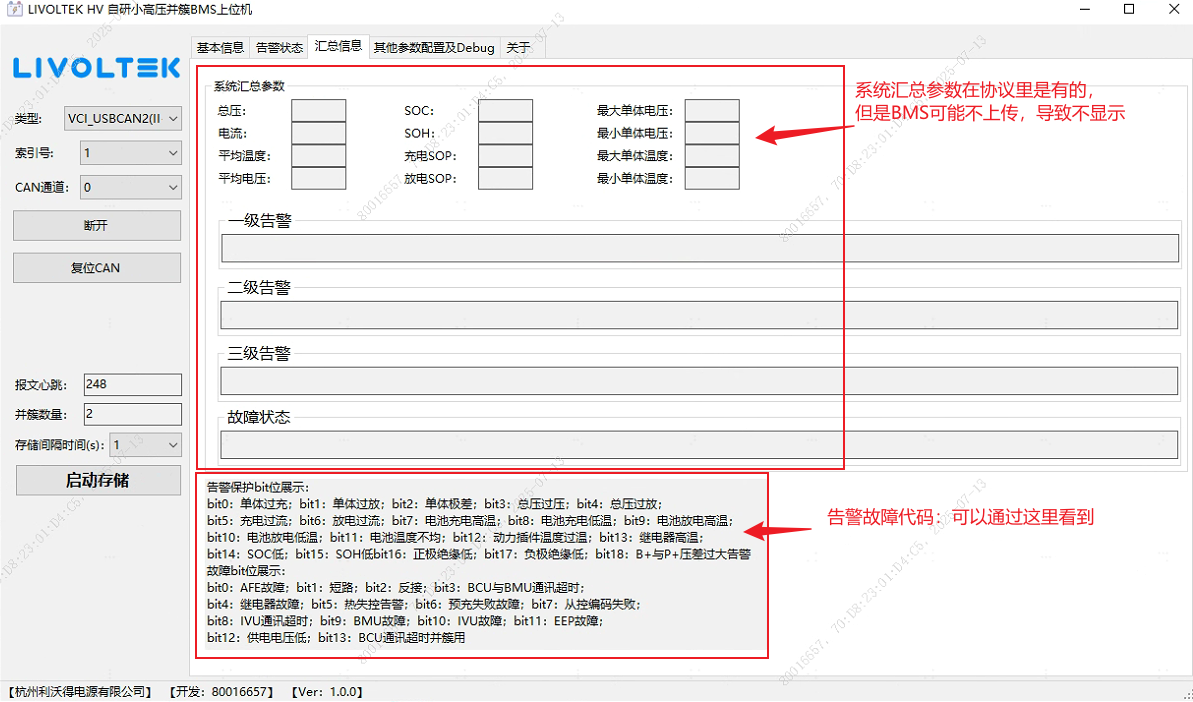 LIVOLTEK HV 自研小高压并簇BMS上位机
LIVOLTEK
基本信息 告警状态 汇总信息 其他参数配置及Debug 关于
类型: VCI_USBCAN2(II-
索引号: 1
CAN通道: 0
断开
复位CAN
报文心跳: 248
并簇数量: 2
存储间隔时间(s): 1
启动存储
系统汇总参数
总压: SOC: 最大单体电压:
电流: SOH: 最小单体电压:
平均温度: 充电SOP: 最大单体温度:
平均电压: 放电SOP: 最小单体温度:
系统汇总参数在协议里是有的，
但是BMS可能不上传，导致不显示
一级告警
二级告警
三级告警
故障状态
告警保护bit位展示:
bit0: 单体过充; bit1: 单体过放; bit2: 单体极差; bit3: 总压过压; bit4: 总压过放;
bit5: 充电过流; bit6: 放电过流; bit7: 电池充电高温; bit8: 电池充电低温; bit9: 电池放电高温;
bit10: 电池放电低温; bit11: 电池温度不均; bit12: 动力插件温度过温; bit13: 继电器高温;
bit14: SOC低; bit15: SOH低bit16: 正极绝缘低; bit17: 负极绝缘低; bit18: B+与P+压差过大告警
故障bit位展示:
bit0: AFE故障; bit1: 短路; bit2: 反接; bit3: BCU与BMU通讯超时;
bit4: 继电器故障; bit5: 热失控告警; bit6: 预充失败故障; bit7: 从控编码失败;
bit8: IVU通讯超时; bit9: BMU故障; bit10: IVU故障; bit11: EEP故障;
bit12: 供电电压低; bit13: BCU通讯超时并簇用
告警故障代码：可以通过这里看到
【杭州利沃得电源有限公司】 【开发: 80016657】 【Ver: 1.0.0】